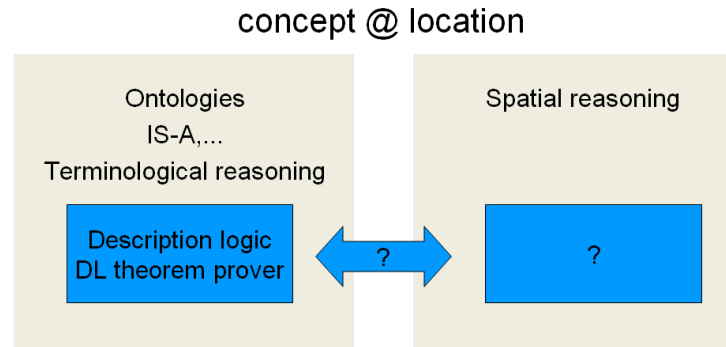 concept @ location
Ontologies
IS-A,...
Terminological reasoning
Description logic
DL theorem prover
?
Spatial reasoning
?